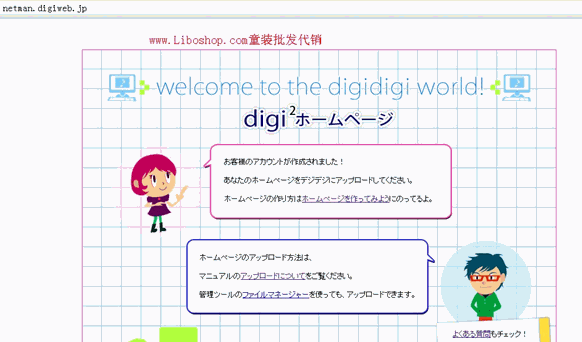 netman.digiweb.jp
www.Liboshop.com童装批发代销
welcome to the digidigi world!
digi2ホームページ
お客様のアカウントが作成されました！
あなたのホームページをデジデジにアップロードしてください。
ホームページの作り方はホームページを作ってみようにのってるよ。
ホームページのアップロード方法は、
マニュアルのアップロードについてをご覧ください。
管理ツールのファイルマネージャーを使っても、アップロードできます。
よくある質問もチェック！